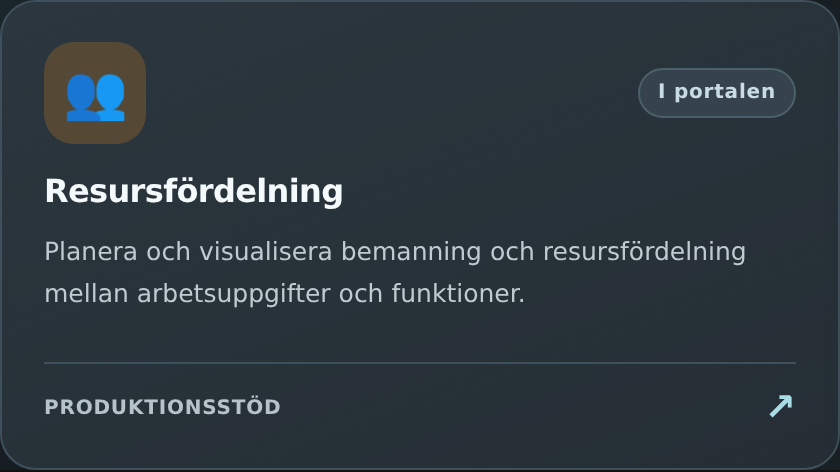 I portalen
Resursfördelning
Planera och visualisera bemanning och resursfördelning
mellan arbetsuppgifter och funktioner.
PRODUKTIONSSTÖD